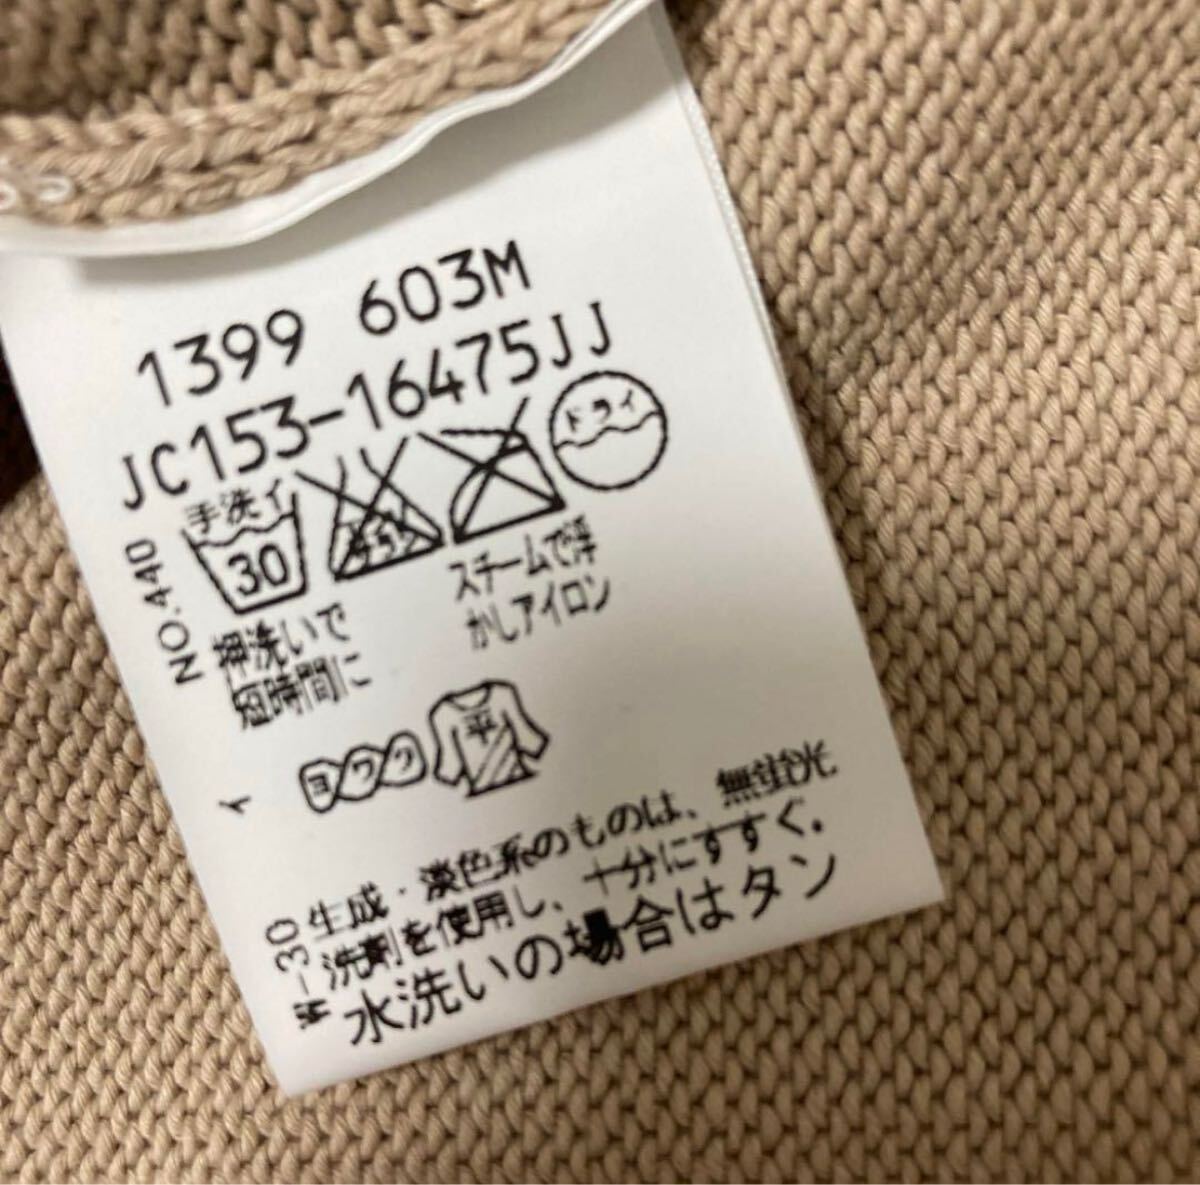 1399 603M
JC153-16475JJ
手洗イ
30
ドライ
NO.440
押洗いで
短時間に
スチームで浮
かしアイロン
ヨワク
平
イ
W-30
生成・淡色系のものは、無蛍光
洗剤を使用し、十分にすすぐ。
水洗いの場合はタン